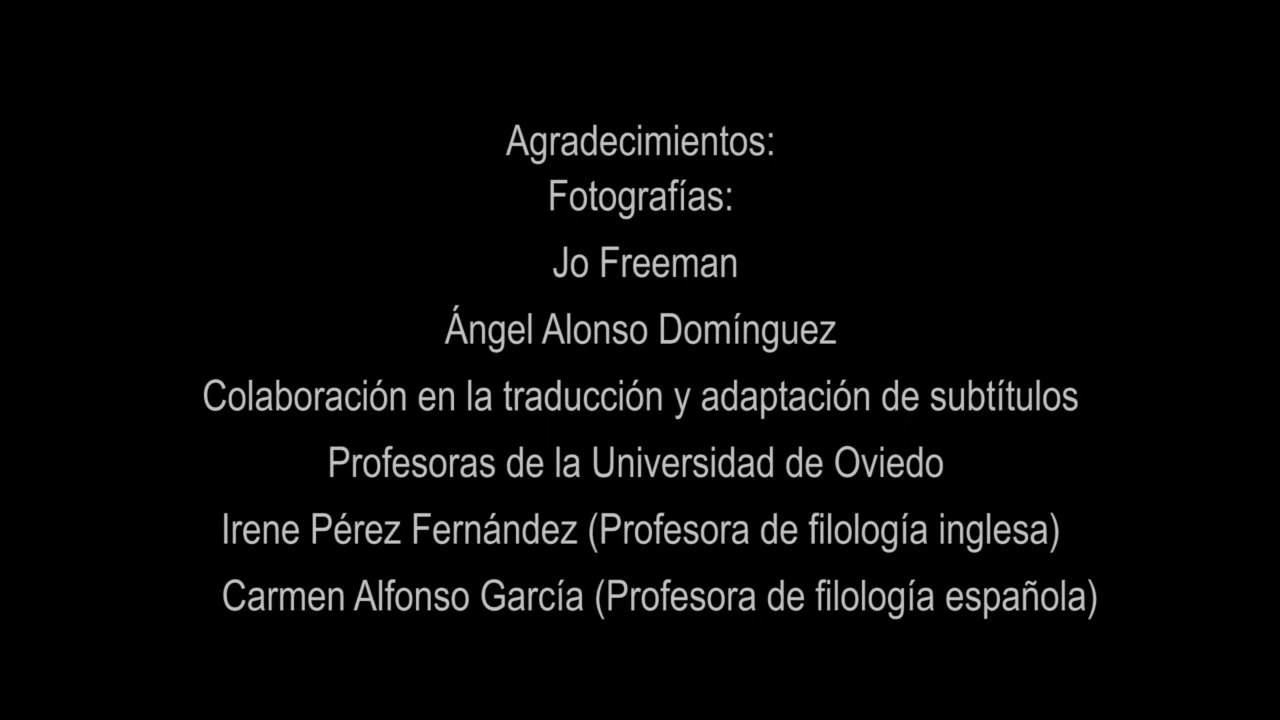 Agradecimientos:
Fotografías:
Jo Freeman
Ángel Alonso Domínguez
Colaboración en la traducción y adaptación de subtítulos
Profesoras de la Universidad de Oviedo
Irene Pérez Fernández (Profesora de filología inglesa)
Carmen Alfonso García (Profesora de filología española)